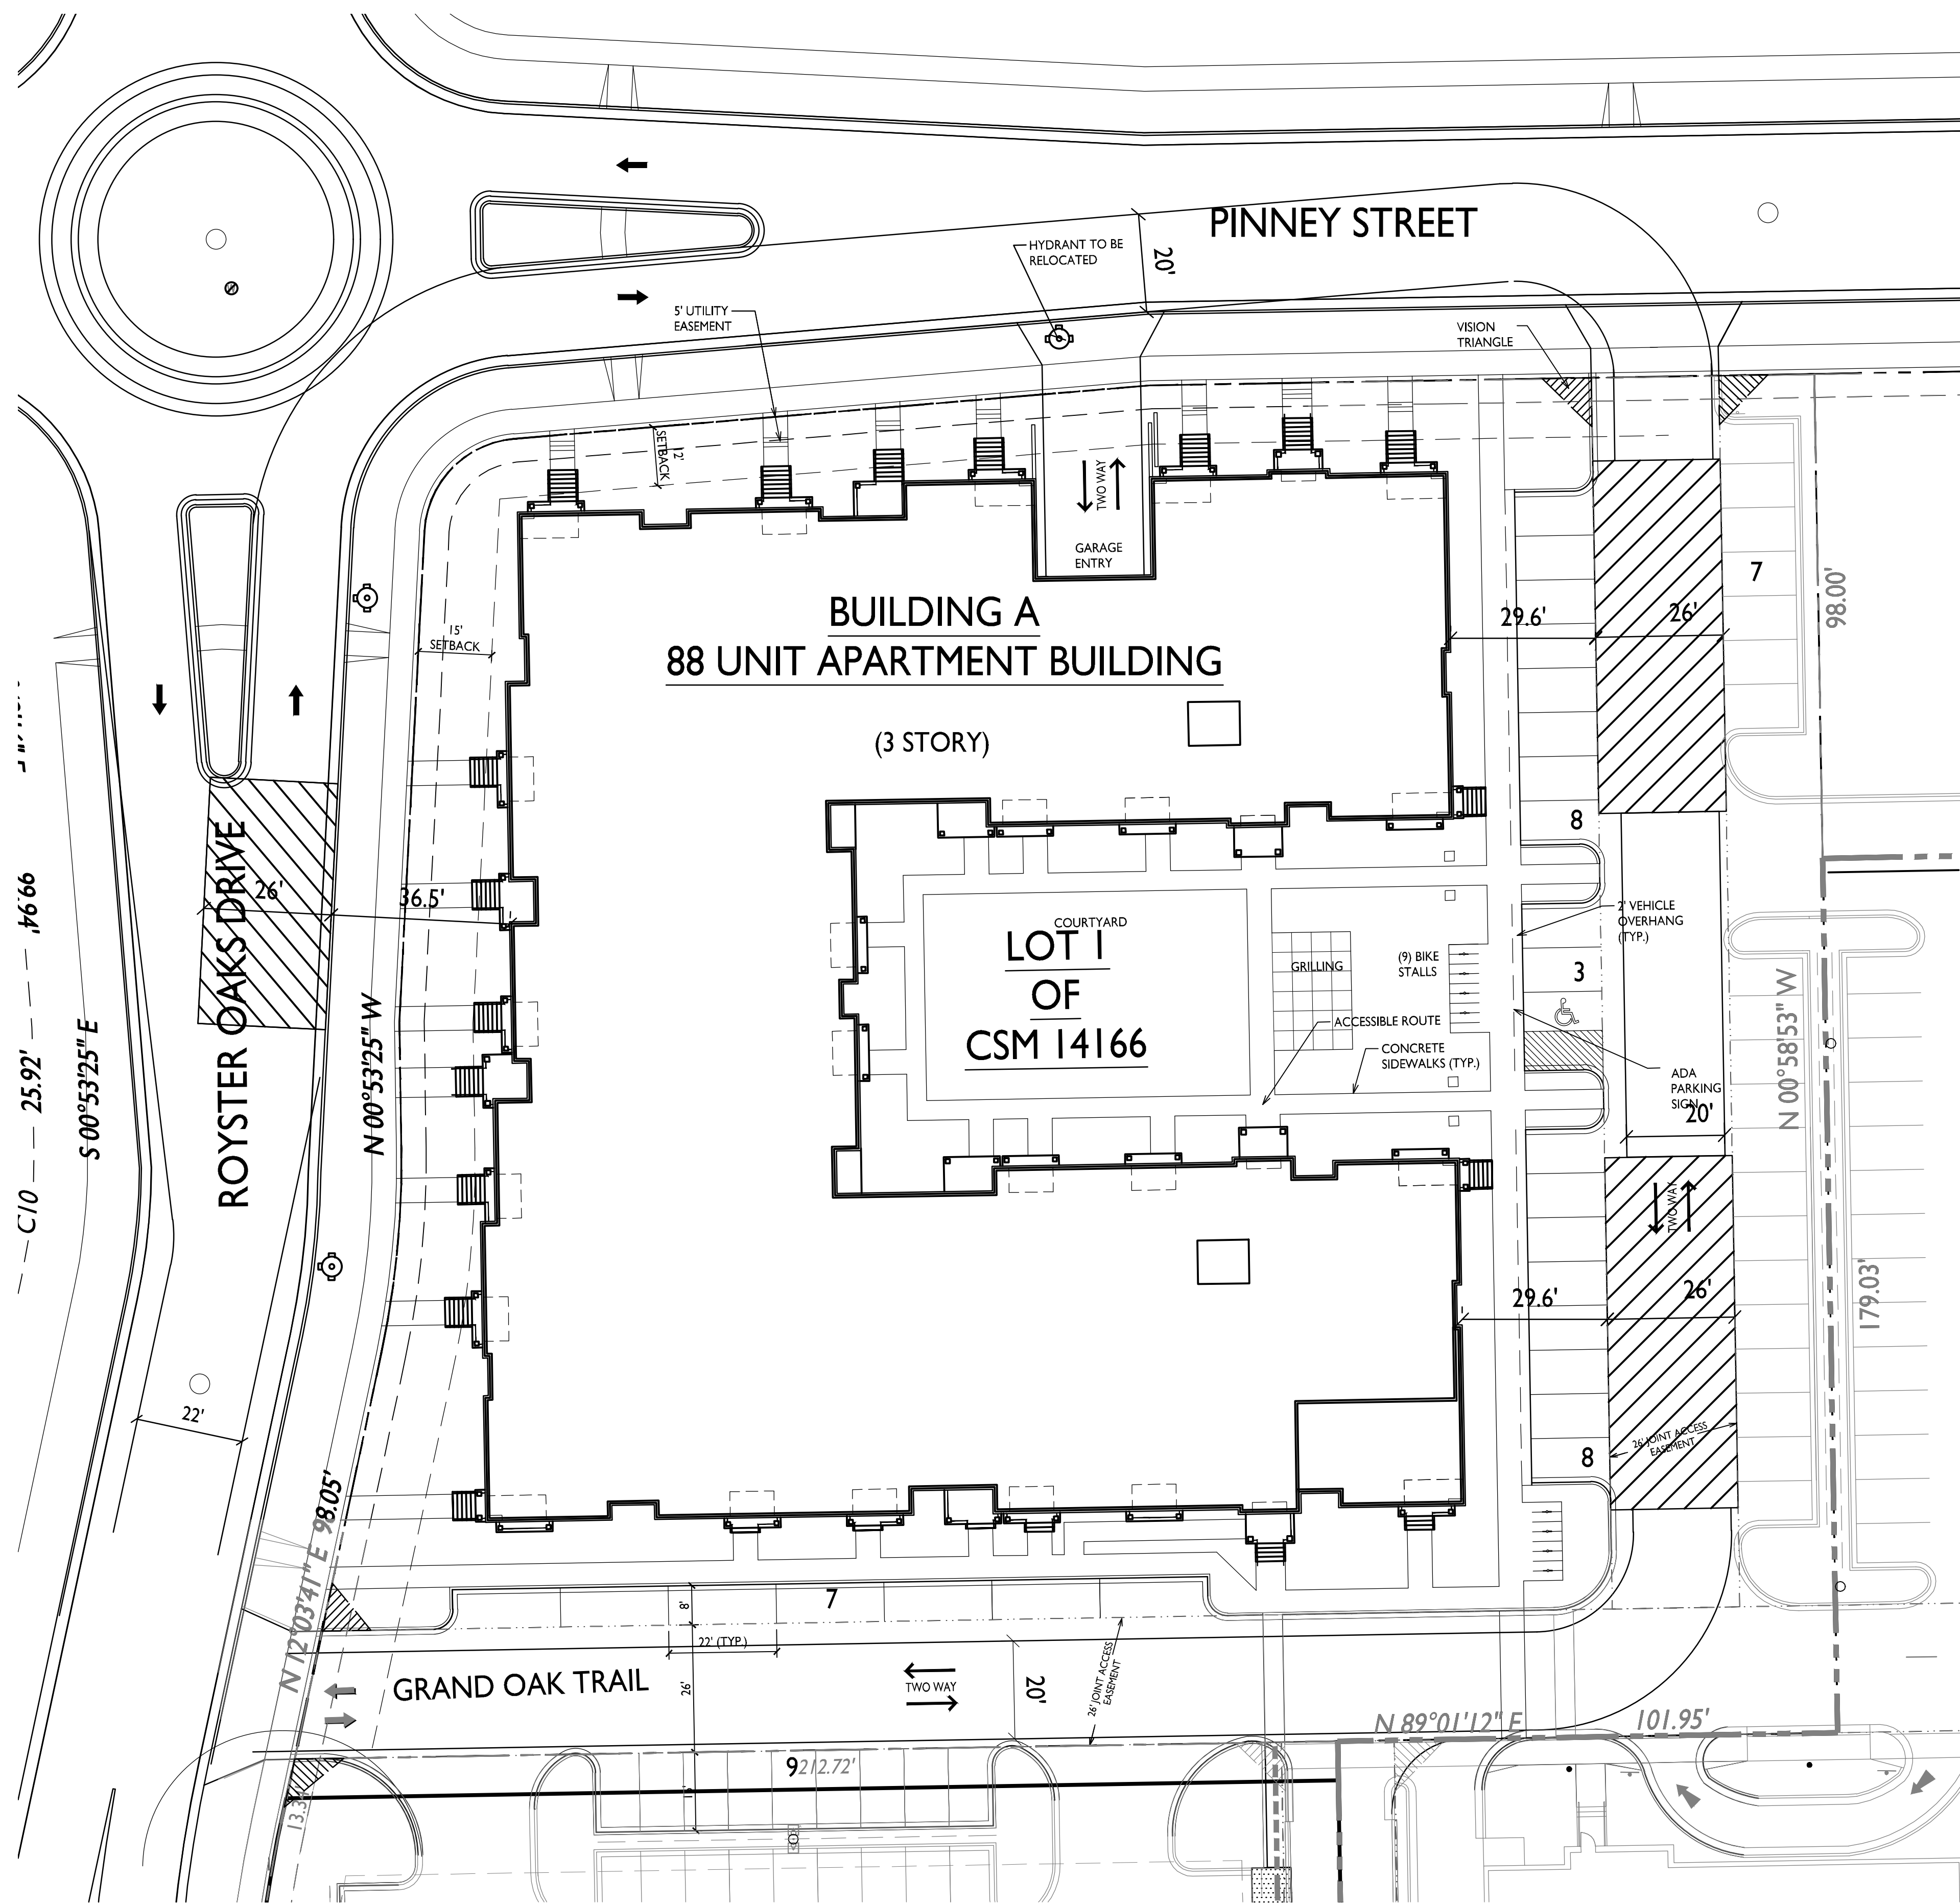 PINNEY STREET
HYDRANT TO BE
RELOCATED
20'
5' UTILITY
EASEMENT
VISION
TRIANGLE
12'
SETBACK
TWO WAY
GARAGE
ENTRY
7
98.00'
29.6'
26'
BUILDING A
88 UNIT APARTMENT BUILDING
(3 STORY)
15'
SETBACK
8
26'
36.5'
ROYSTER OAKS DRIVE
99.94'
C10
25.92'
S 00°53'25" E
N 00°53'25" W
COURTYARD
LOT 1
OF
CSM 14166
GRILLING
(9) BIKE
STALLS
2' VEHICLE
OVERHANG
(TYP.)
3
ACCESSIBLE ROUTE
CONCRETE
SIDEWALKS (TYP.)
ADA
PARKING
SIGN
20'
N 00°58'53" W
TWO WAY
179.03'
29.6'
26'
22'
26' JOINT ACCESS
EASEMENT
8
98.05'
N 12°03'41" E
7
8'
22' (TYP.)
26'
GRAND OAK TRAIL
TWO WAY
20'
26' JOINT ACCESS
EASEMENT
N 89°01'12" E
101.95'
9
212.72'